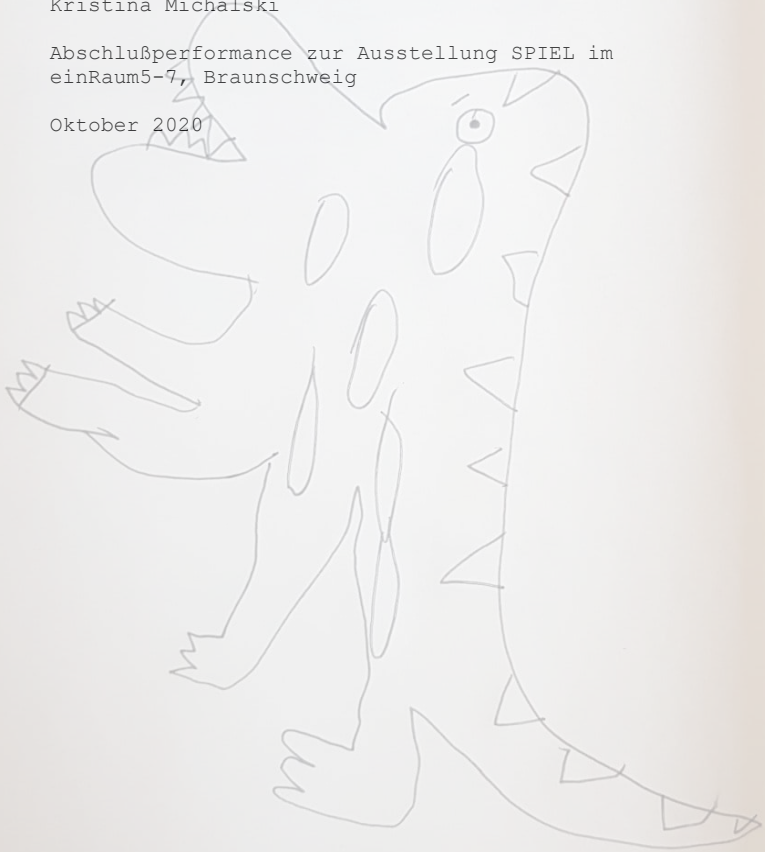 Kristina Michalski
Abschlußperformance zur Ausstellung SPIEL im
einRaum5-7, Braunschweig
Oktober 2020